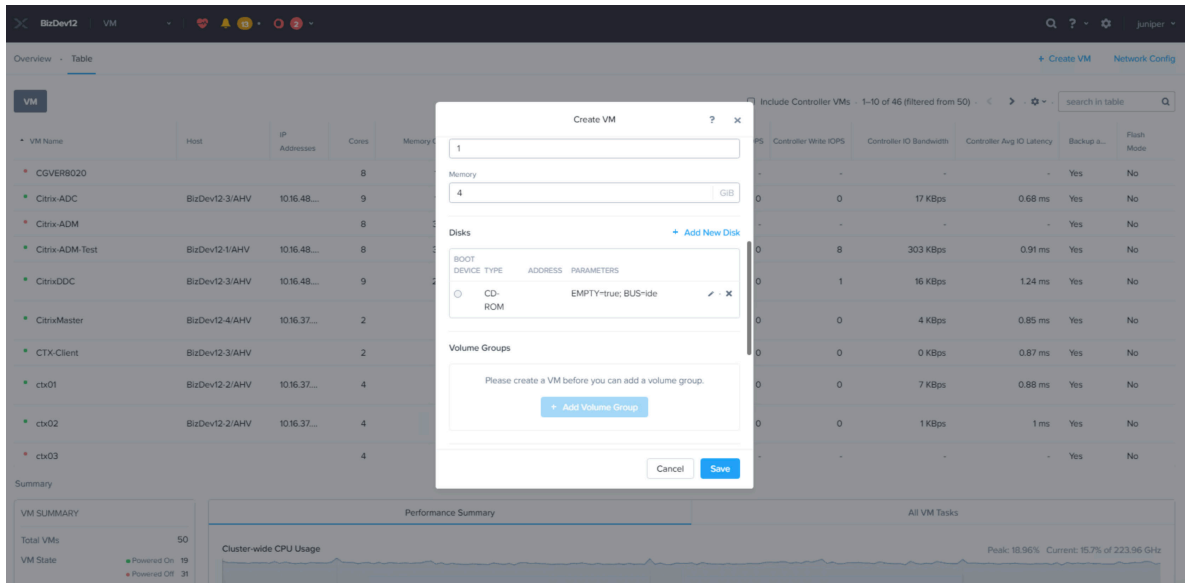 BizDev12 VM 13 2 ? juniper
Overview · Table + Create VM Network Config
VM Include Controller VMs · 1–10 of 46 (filtered from 50) · search in table
Create VM ? ×
VM Name Host IP Addresses Cores Controller Write IOPS Controller IO Bandwidth Controller Avg IO Latency Backup a... Flash Mode
1
Memory
4 GiB
Disks + Add New Disk
BOOT DEVICE TYPE ADDRESS PARAMETERS
CD-ROM EMPTY=true; BUS=ide
Volume Groups
Please create a VM before you can add a volume group.
+ Add Volume Group
Cancel Save
CGVER8020 8 - - - - Yes No
Citrix-ADC BizDev12-3/AHV 10.16.48.... 9 0 0 17 KBps 0.68 ms Yes No
Citrix-ADM 8 - - - - Yes No
Citrix-ADM-Test BizDev12-1/AHV 10.16.48.... 8 0 8 303 KBps 0.91 ms Yes No
CitrixDDC BizDev12-3/AHV 10.16.48.... 9 0 1 16 KBps 1.24 ms Yes No
CitrixMaster BizDev12-4/AHV 10.16.37.... 2 0 0 4 KBps 0.85 ms Yes No
CTX-Client BizDev12-3/AHV 2 0 0 0 KBps 0.87 ms Yes No
ctx01 BizDev12-2/AHV 10.16.37.... 4 0 0 7 KBps 0.88 ms Yes No
ctx02 BizDev12-2/AHV 10.16.37.... 4 0 0 1 KBps 1 ms Yes No
ctx03 4 - - - - Yes No
Summary
VM SUMMARY Performance Summary All VM Tasks
Total VMs 50
Cluster-wide CPU Usage Peak: 18.96% Current: 15.7% of 223.96 GHz
VM State Powered On 19
Powered Off 31